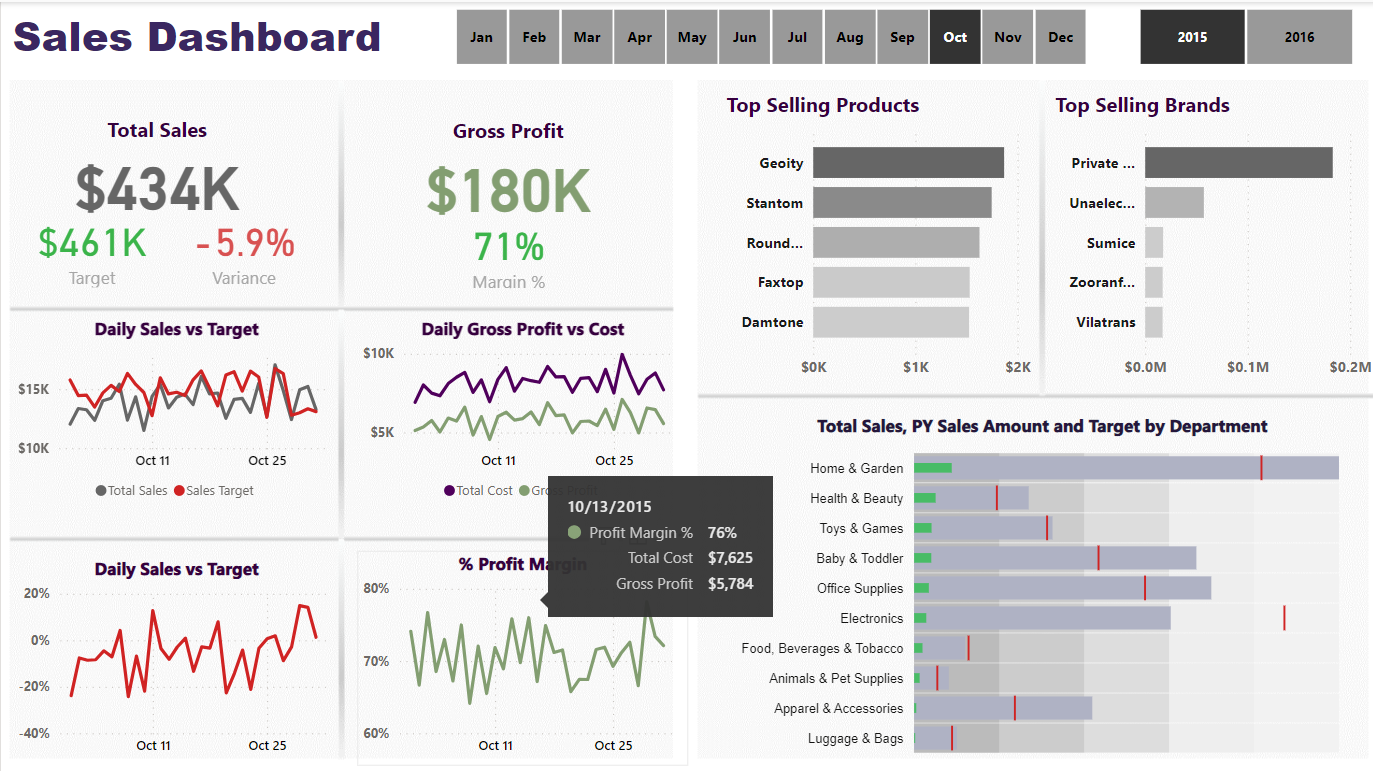 Sales Dashboard
Jan Feb Mar Apr May Jun Jul Aug Sep Oct Nov Dec
2015 2016
Total Sales
$434K
$461K -5.9%
Target Variance
Gross Profit
$180K
71%
Margin %
Top Selling Products
Geoity
Stantom
Round...
Faxtop
Damtone
$0K $1K $2K
Top Selling Brands
Private ...
Unaelec...
Sumice
Zooranf...
Vilatrans
$0.0M $0.1M $0.2M
Daily Sales vs Target
$15K
$10K
Oct 11 Oct 25
Total Sales Sales Target
Daily Gross Profit vs Cost
$10K
$5K
Oct 11 Oct 25
Total Cost Gross Profit
Total Sales, PY Sales Amount and Target by Department
Home & Garden
Health & Beauty
Toys & Games
Baby & Toddler
Office Supplies
Electronics
Food, Beverages & Tobacco
Animals & Pet Supplies
Apparel & Accessories
Luggage & Bags
Daily Sales vs Target
20%
0%
-20%
-40%
Oct 11 Oct 25
% Profit Margin
80%
70%
60%
Oct 11 Oct 25
10/13/2015
Profit Margin % 76%
Total Cost $7,625
Gross Profit $5,784